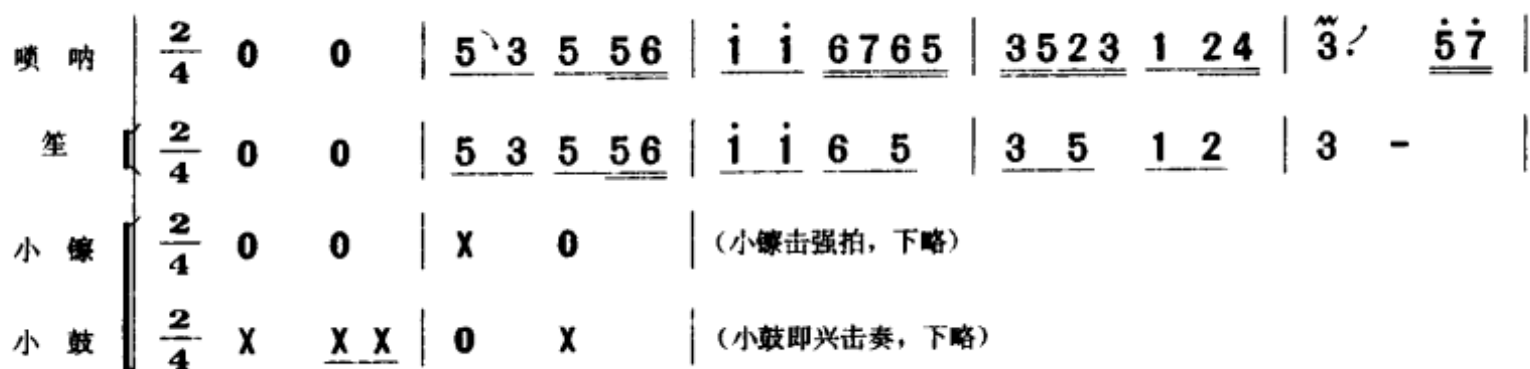 唢 呐 2/4 0 0 | 5 3 5 56 | i̇ i̇ 6765 | 3523 1 24 | 3. 5̇7̇ |
笙 2/4 0 0 | 5 3 5 56 | i̇ i̇ 6 5 | 3 5 1 2 | 3 - |
小 镲 2/4 0 0 | X 0 | (小镲击强拍，下略)
小 鼓 2/4 X X X | 0 X | (小鼓即兴击奏，下略)